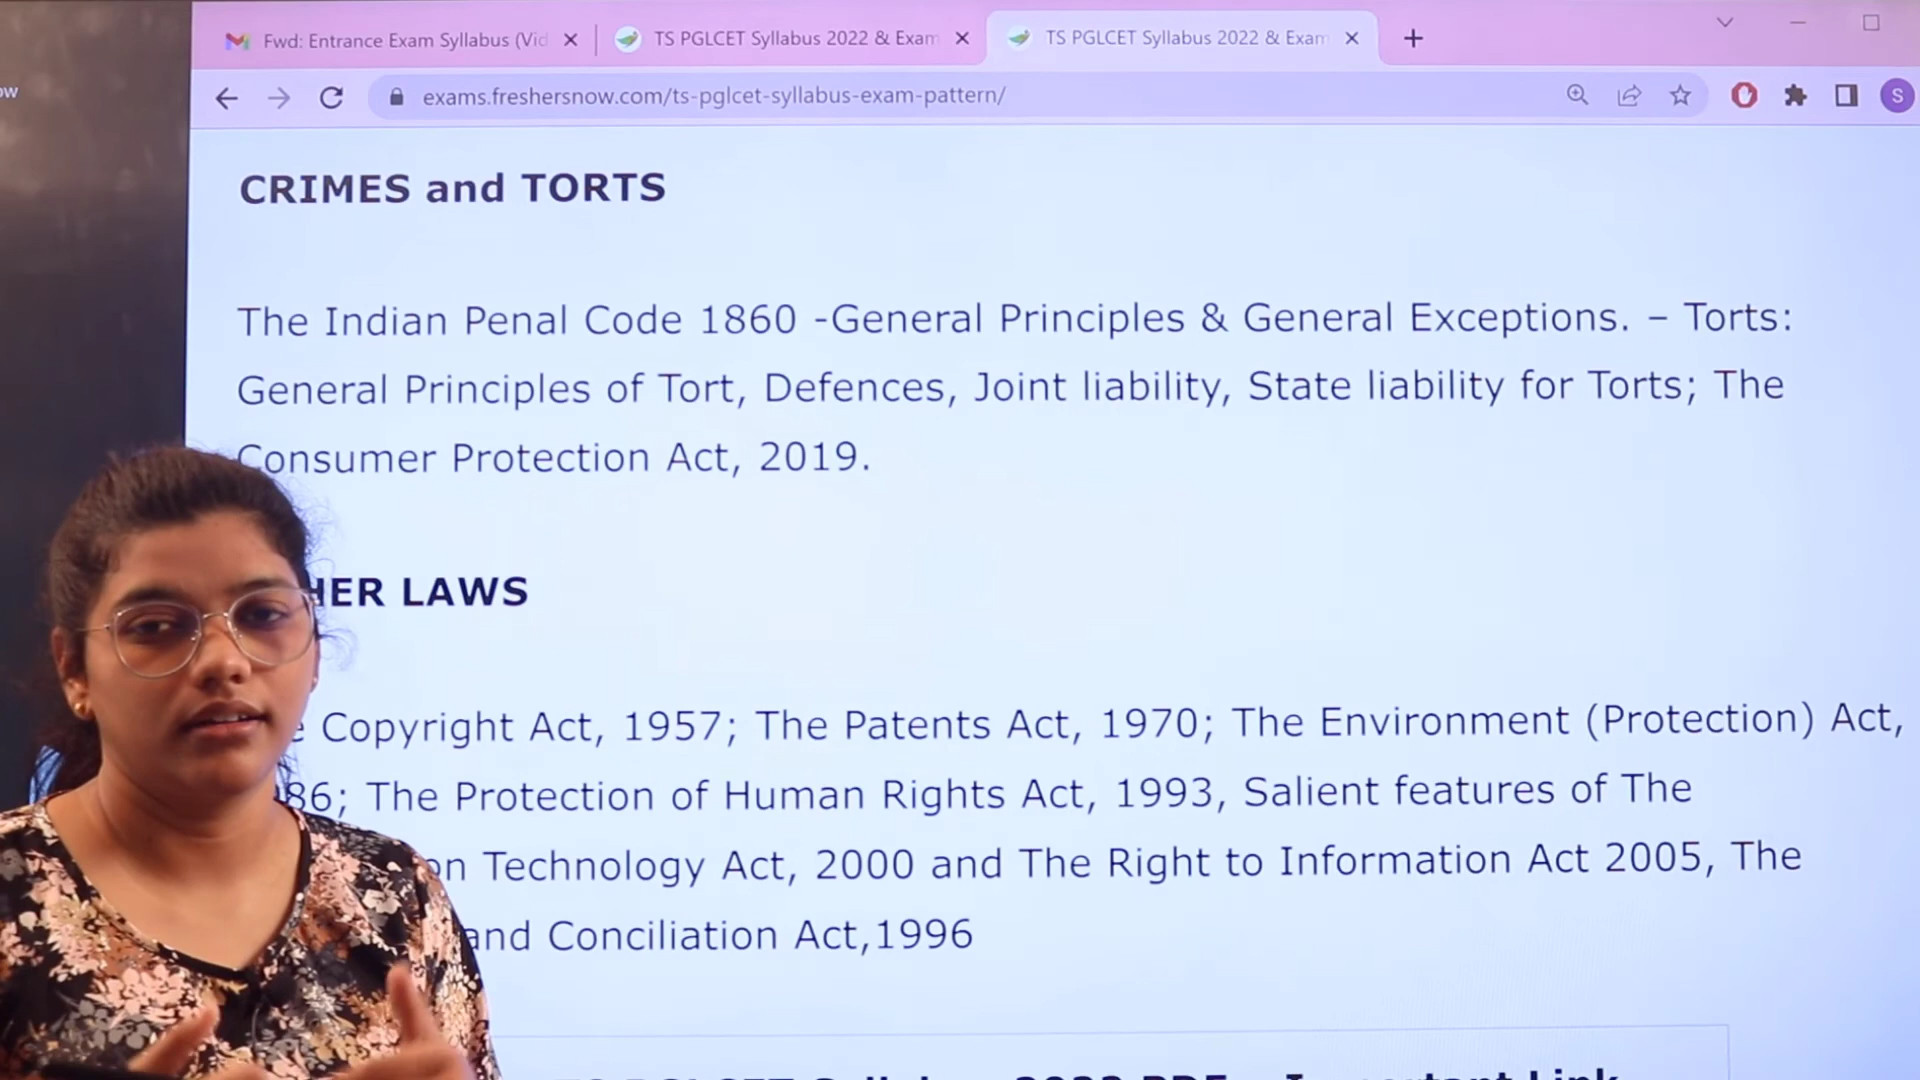 Fwd: Entrance Exam Syllabus (Vid
TS PGLCET Syllabus 2022 & Exam
TS PGLCET Syllabus 2022 & Exam
exams.freshersnow.com/ts-pglcet-syllabus-exam-pattern/
S
ow
CRIMES and TORTS
The Indian Penal Code 1860 -General Principles & General Exceptions. – Torts:
General Principles of Tort, Defences, Joint liability, State liability for Torts; The
Consumer Protection Act, 2019.
HER LAWS
e Copyright Act, 1957; The Patents Act, 1970; The Environment (Protection) Act,
86; The Protection of Human Rights Act, 1993, Salient features of The
on Technology Act, 2000 and The Right to Information Act 2005, The
and Conciliation Act,1996